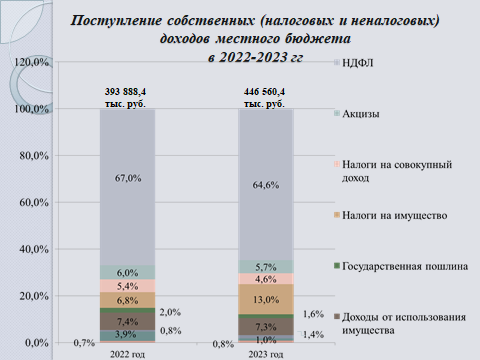 Поступление собственных (налоговых и неналоговых)
доходов местного бюджета
в 2022-2023 гг
120,0%
100,0%
80,0%
60,0%
40,0%
20,0%
0,0%
393 888,4
тыс. руб.
67,0%
6,0%
5,4%
6,8%
2,0%
7,4%
3,9%
0,8%
0,7%
2022 год
446 560,4
тыс. руб.
64,6%
5,7%
4,6%
13,0%
1,6%
7,3%
1,0%
1,4%
0,8%
2023 год
НДФЛ
Акцизы
Налоги на совокупный
доход
Налоги на имущество
Государственная пошлина
Доходы от использования
имущества